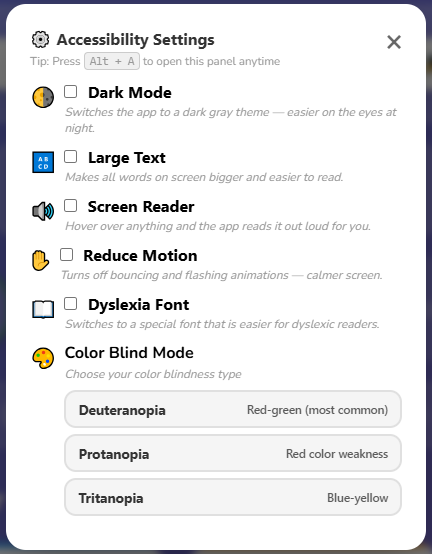 Accessibility Settings
Tip: Press Alt + A to open this panel anytime
Dark Mode
Switches the app to a dark gray theme — easier on the eyes at
night.
ABCD
Large Text
Makes all words on screen bigger and easier to read.
Screen Reader
Hover over anything and the app reads it out loud for you.
Reduce Motion
Turns off bouncing and flashing animations — calmer screen.
Dyslexia Font
Switches to a special font that is easier for dyslexic readers.
Color Blind Mode
Choose your color blindness type
Deuteranopia Red-green (most common)
Protanopia Red color weakness
Tritanopia Blue-yellow